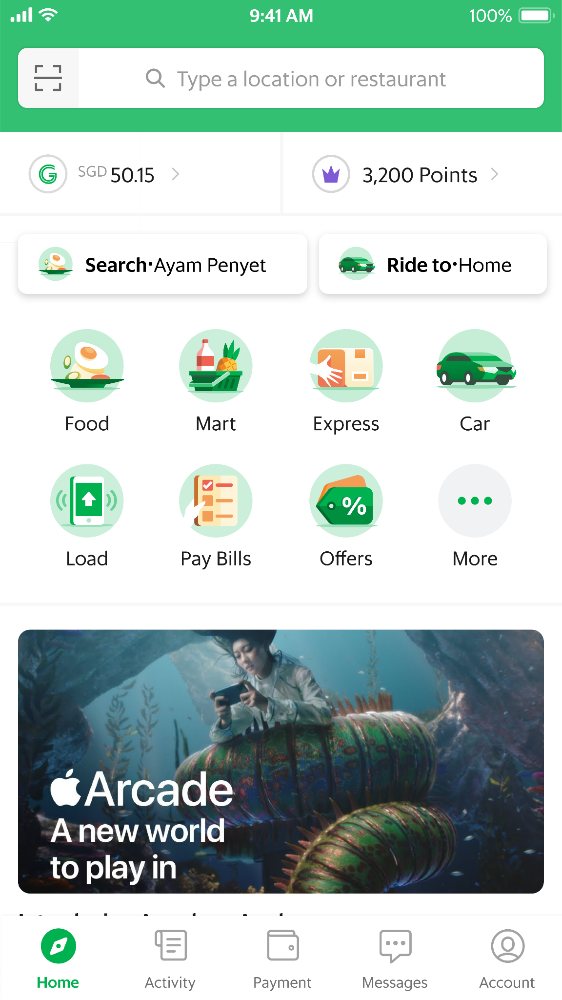 9:41 AM
100%
Type a location or restaurant
SGD 50.15
3,200 Points
Search·Ayam Penyet
Ride to·Home
Food
Mart
Express
Car
Load
%
Pay Bills
Offers
More
Arcade
A new world
to play in
Home
Activity
Payment
Messages
Account